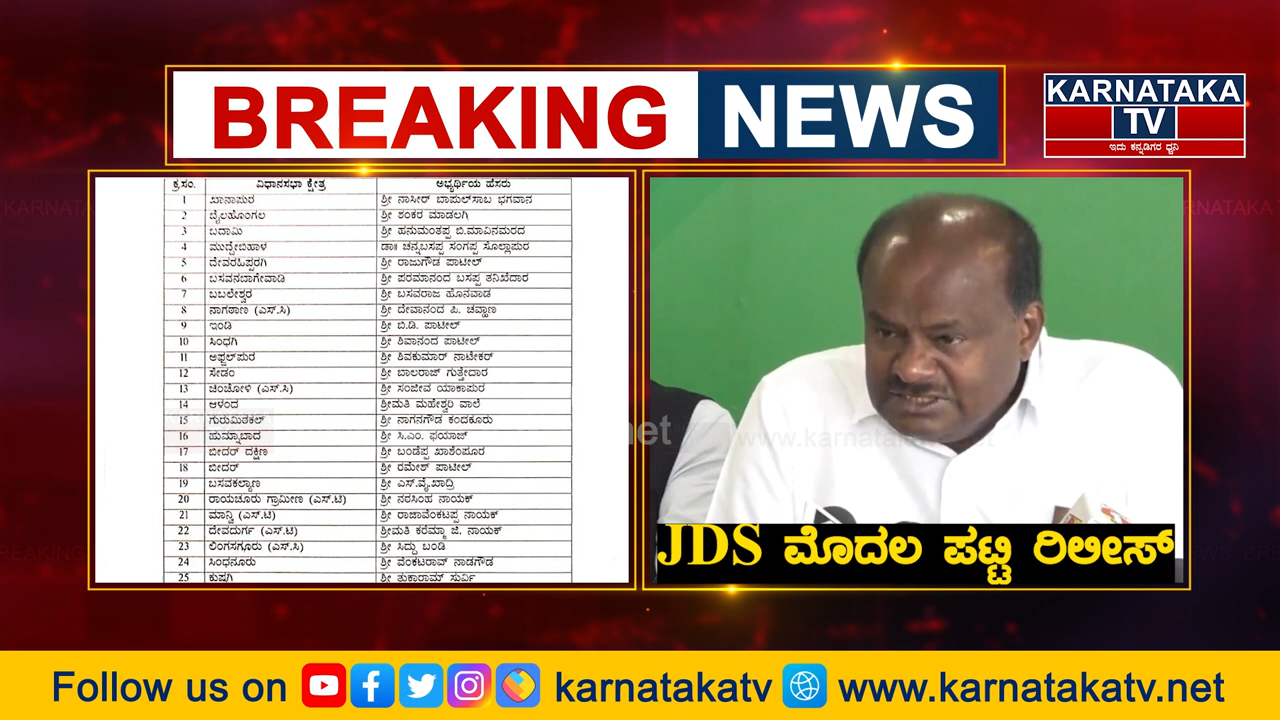 BREAKING NEWS
KARNATAKA
TV
ಇದು ಕನ್ನಡಿಗರ ಧ್ವನಿ
ಕ್ರ.ಸಂ. ವಿಧಾನಸಭಾ ಕ್ಷೇತ್ರ ಅಭ್ಯರ್ಥಿಯ ಹೆಸರು
1 ಖಾನಾಪುರ ಶ್ರೀ ನಾಸೀರ್ ಬಾಪುಲ್‌ಸಾಬ ಭಗವಾನ
2 ಬೈಲಹೊಂಗಲ ಶ್ರೀ ಶಂಕರ ಮಾಡಲಗಿ
3 ಬದಾಮಿ ಶ್ರೀ ಹನುಮಂತಪ್ಪ ಬಿ.ಮಾವಿನಮರದ
4 ಮುದ್ದೇಬಿಹಾಳ ಡಾ॥ ಚನ್ನಬಸಪ್ಪ ಸಂಗಪ್ಪ ಸೊಲ್ಲಾಪುರ
5 ದೇವರಹಿಪ್ಪರಗಿ ಶ್ರೀ ರಾಜುಗೌಡ ಪಾಟೀಲ್
6 ಬಸವನಬಾಗೇವಾಡಿ ಶ್ರೀ ಪರಮಾನಂದ ಬಸಪ್ಪ ತನಿಖೆದಾರ
7 ಬಬಲೇಶ್ವರ ಶ್ರೀ ಬಸವರಾಜ ಹೊನವಾಡ
8 ನಾಗಠಾಣ (ಎಸ್.ಸಿ) ಶ್ರೀ ದೇವಾನಂದ ಪಿ. ಚವ್ಹಾಣ
9 ಇಂಡಿ ಶ್ರೀ ಬಿ.ಡಿ. ಪಾಟೀಲ್
10 ಸಿಂಧಗಿ ಶ್ರೀ ಶಿವಾನಂದ ಪಾಟೀಲ್
11 ಅಫ್ಜಲ್‌ಪುರ ಶ್ರೀ ಶಿವಕುಮಾರ್ ನಾಟೀಕರ್
12 ಸೇಡಂ ಶ್ರೀ ಬಾಲರಾಜ್ ಗುತ್ತೇದಾರ
13 ಚಿಂಚೋಳಿ (ಎಸ್.ಸಿ) ಶ್ರೀ ಸಂಜೀವ ಯಾಕಾಪುರ
14 ಆಳಂದ ಶ್ರೀಮತಿ ಮಹೇಶ್ವರಿ ವಾಲೆ
15 ಗುರುಮಿಠಕಲ್ ಶ್ರೀ ನಾಗನಗೌಡ ಕಂದಕೂರು
16 ಹುಮ್ನಾಬಾದ ಶ್ರೀ ಸಿ.ಎಂ. ಫಯಾಜ್
17 ಬೀದರ್ ದಕ್ಷಿಣ ಶ್ರೀ ಬಂಡೆಪ್ಪ ಖಾಶೆಂಪೂರ
18 ಬೀದರ್ ಶ್ರೀ ರಮೇಶ್ ಪಾಟೀಲ್
19 ಬಸವಕಲ್ಯಾಣ ಶ್ರೀ ಎಸ್.ವೈ.ಖಾದ್ರಿ
20 ರಾಯಚೂರು ಗ್ರಾಮೀಣ (ಎಸ್.ಟಿ) ಶ್ರೀ ನರಸಿಂಹ ನಾಯಕ್
21 ಮಾನ್ವಿ (ಎಸ್.ಟಿ) ಶ್ರೀ ರಾಜಾವೆಂಕಟಪ್ಪ ನಾಯಕ್
22 ದೇವದುರ್ಗ (ಎಸ್.ಟಿ) ಶ್ರೀಮತಿ ಕರೆಮ್ಮಾ ಜಿ. ನಾಯಕ್
23 ಲಿಂಗಸಗೂರು (ಎಸ್.ಸಿ) ಶ್ರೀ ಸಿದ್ದು ಬಂಡಿ
24 ಸಿಂಧನೂರು ಶ್ರೀ ವೆಂಕಟರಾವ್ ನಾಡಗೌಡ
25 ಕುಷ್ಟಗಿ ಶ್ರೀ ತುಕಾರಾಮ್ ಸುರ್ವಿ
www.karnatakatv.net
JDS ಮೊದಲ ಪಟ್ಟಿ ರಿಲೀಸ್
Follow us on karnatakatv www.karnatakatv.net